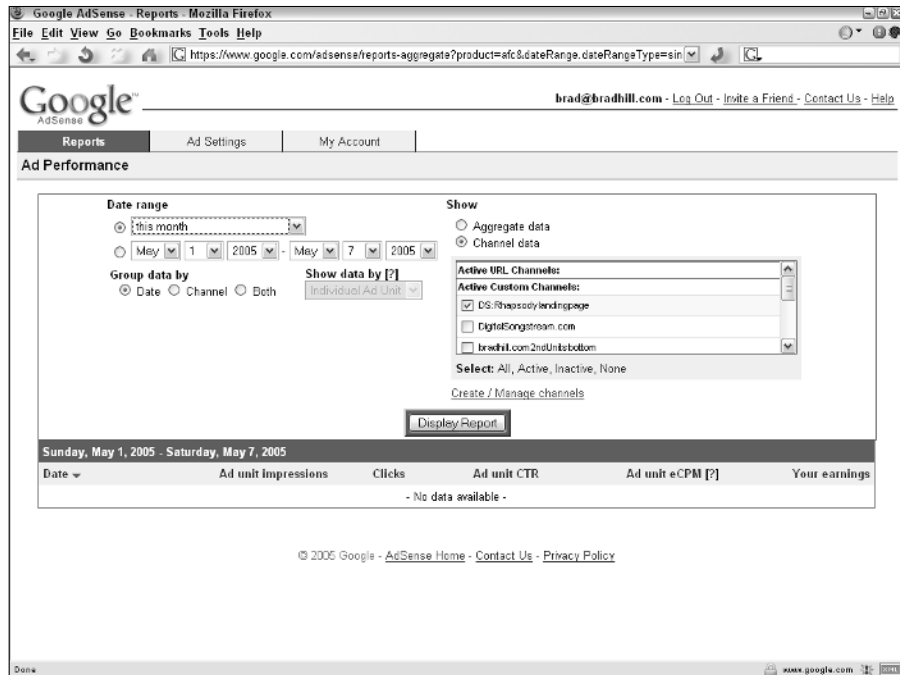 Google AdSense - Reports - Mozilla Firefox
File Edit View Go Bookmarks Tools Help
https://www.google.com/adsense/reports-aggregate?product=afc&dateRange.dateRangeType=sin
Google™
AdSense
brad@bradhill.com - Log Out - Invite a Friend - Contact Us - Help
Reports Ad Settings My Account
Ad Performance
Date range Show
this month Aggregate data
May 1 2005 - May 7 2005 Channel data
Group data by Show data by [?] Active URL Channels:
Date Channel Both Individual Ad Unit Active Custom Channels:
DS:Rhapsodylandingpage
DigitalSongstream.com
bradhill.com2ndUnitsbottom
Select: All, Active, Inactive, None
Create / Manage channels
Display Report
Sunday, May 1, 2005 - Saturday, May 7, 2005
Date Ad unit impressions Clicks Ad unit CTR Ad unit eCPM [?] Your earnings
- No data available -
© 2005 Google - AdSense Home - Contact Us - Privacy Policy
Done www.google.com